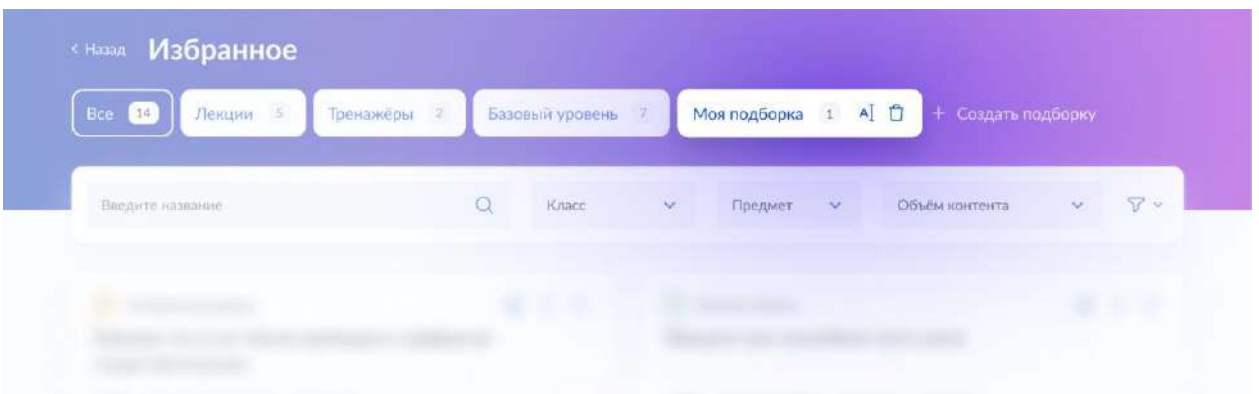 < Назад Избранное
Все 14 Лекции 5 Тренажёры 2 Базовый уровень 7 Моя подборка 1 + Создать подборку
Введите название Класс Предмет Объём контента